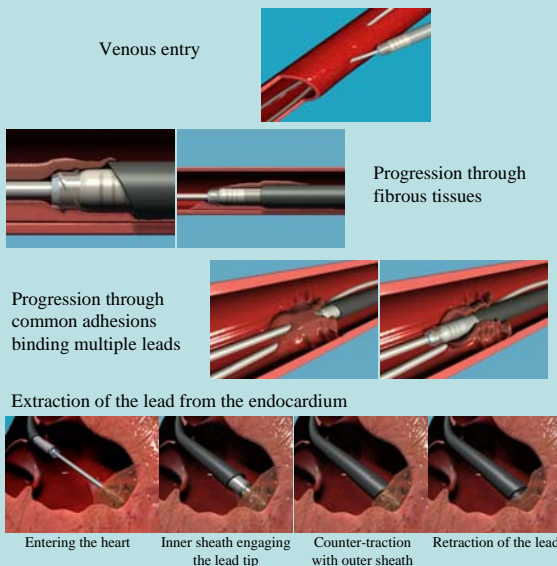 Venous entry
Progression through
fibrous tissues
Progression through
common adhesions
binding multiple leads
Extraction of the lead from the endocardium
Entering the heart
Inner sheath engaging
the lead tip
Counter-traction
with outer sheath
Retraction of the lead